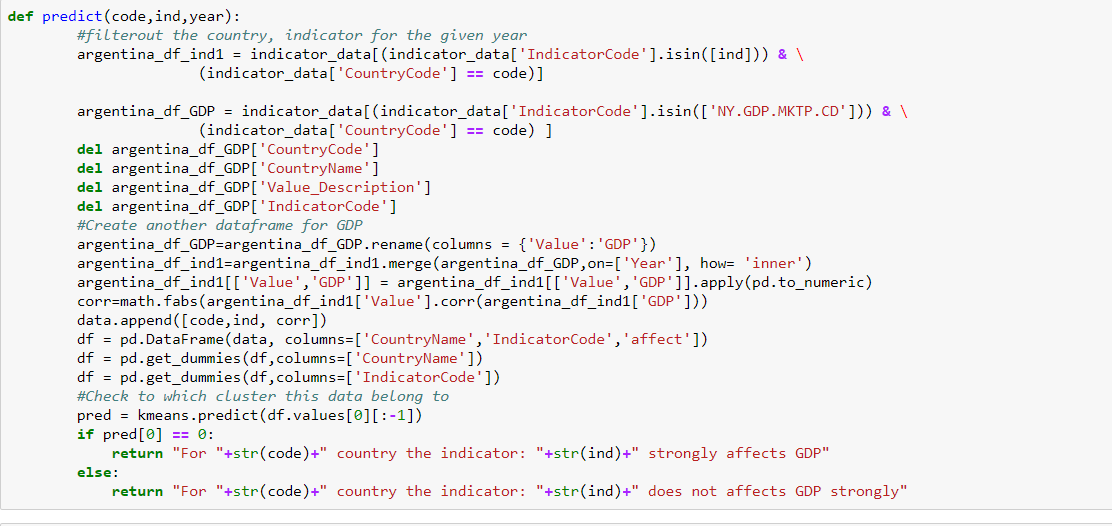 def predict(code,ind,year):
        #filterout the country, indicator for the given year
        argentina_df_ind1 = indicator_data[(indicator_data['IndicatorCode'].isin([ind])) & \
                      (indicator_data['CountryCode'] == code)]

        argentina_df_GDP = indicator_data[(indicator_data['IndicatorCode'].isin(['NY.GDP.MKTP.CD'])) & \
                      (indicator_data['CountryCode'] == code) ]
        del argentina_df_GDP['CountryCode']
        del argentina_df_GDP['CountryName']
        del argentina_df_GDP['Value_Description']
        del argentina_df_GDP['IndicatorCode']
        #Create another dataframe for GDP
        argentina_df_GDP=argentina_df_GDP.rename(columns = {'Value':'GDP'})
        argentina_df_ind1=argentina_df_ind1.merge(argentina_df_GDP,on=['Year'], how= 'inner')
        argentina_df_ind1[['Value','GDP']] = argentina_df_ind1[['Value','GDP']].apply(pd.to_numeric)
        corr=math.fabs(argentina_df_ind1['Value'].corr(argentina_df_ind1['GDP']))
        data.append([code,ind, corr])
        df = pd.DataFrame(data, columns=['CountryName','IndicatorCode','affect'])
        df = pd.get_dummies(df,columns=['CountryName'])
        df = pd.get_dummies(df,columns=['IndicatorCode'])
        #Check to which cluster this data belong to
        pred = kmeans.predict(df.values[0][:-1])
        if pred[0] == 0:
            return "For "+str(code)+" country the indicator: "+str(ind)+" strongly affects GDP"
        else:
            return "For "+str(code)+" country the indicator: "+str(ind)+" does not affects GDP strongly"